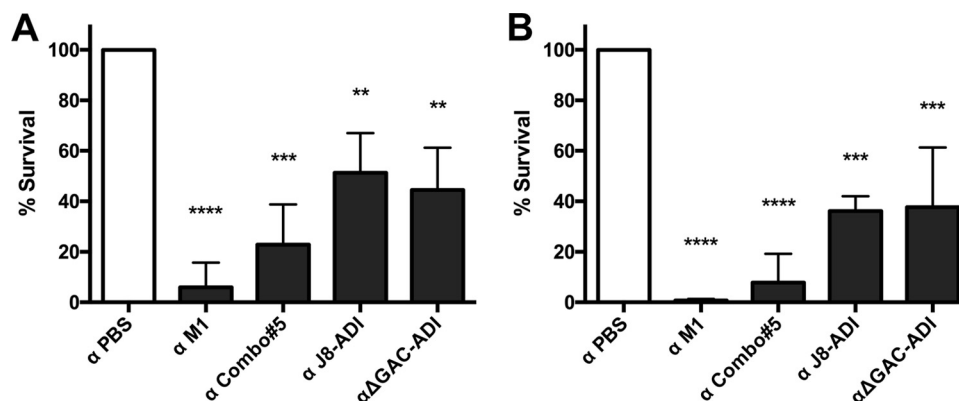 A
% Survival
100
80
60
40
20
0
****
***
**
**
α PBS
α M1
α Combo#5
α J8-ADI
αΔGAC-ADI
B
% Survival
100
80
60
40
20
0
****
****
***
***
α PBS
α M1
α Combo#5
α J8-ADI
αΔGAC-ADI